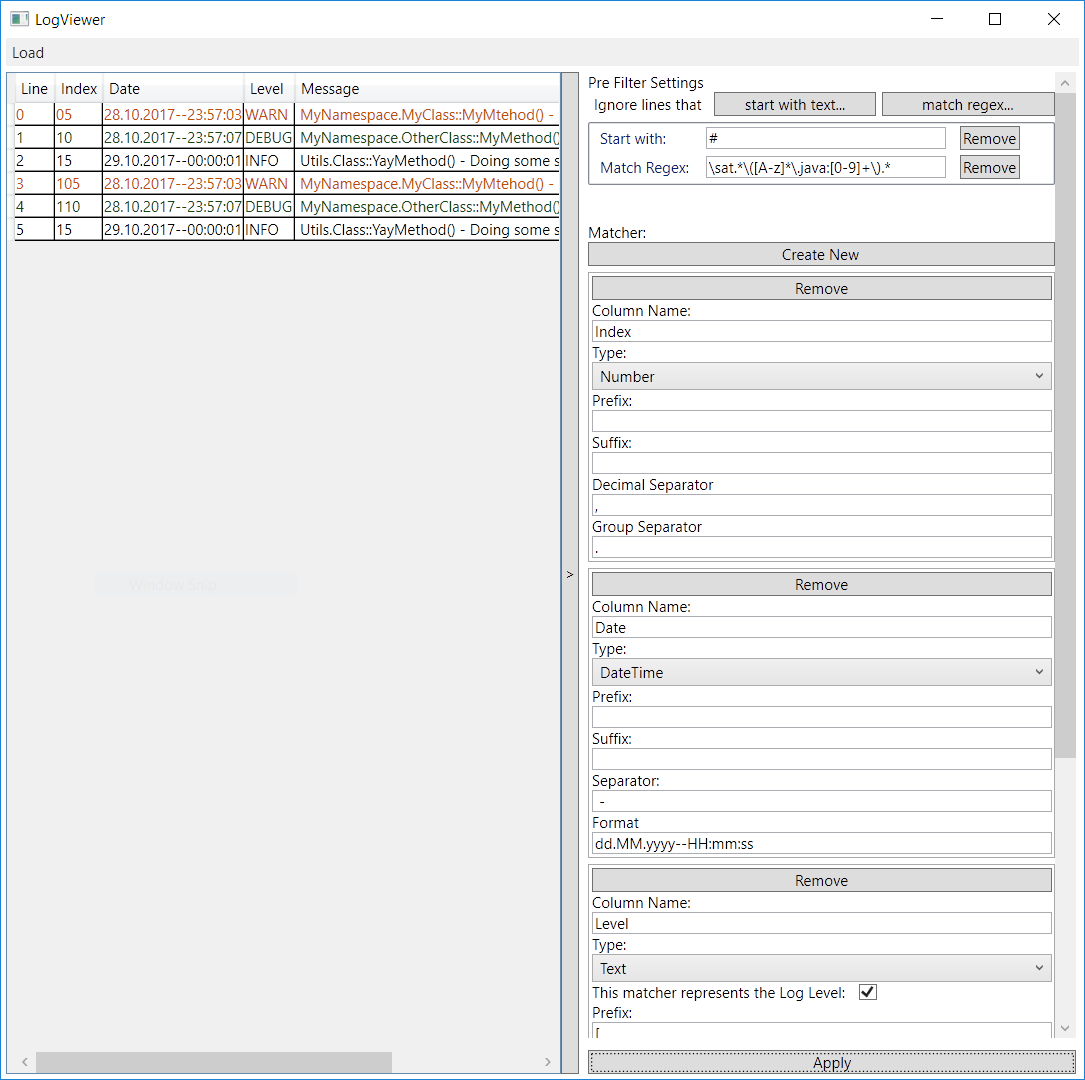 LogViewer
Load
Line Index Date Level Message
0 05 28.10.2017--23:57:03 WARN MyNamespace.MyClass::MyMtehod() -
1 10 28.10.2017--23:57:07 DEBUG MyNamespace.OtherClass::MyMethod()
2 15 29.10.2017--00:00:01 INFO Utils.Class::YayMethod() - Doing some s
3 105 28.10.2017--23:57:03 WARN MyNamespace.MyClass::MyMtehod() -
4 110 28.10.2017--23:57:07 DEBUG MyNamespace.OtherClass::MyMethod()
5 15 29.10.2017--00:00:01 INFO Utils.Class::YayMethod() - Doing some s
Window Snip
>
Pre Filter Settings
Ignore lines that start with text... match regex...
Start with: # Remove
Match Regex: \sat.*\([A-z]*\.java:[0-9]+\).* Remove
Matcher:
Create New
Remove
Column Name:
Index
Type:
Number
Prefix:
Suffix:
Decimal Separator
,
Group Separator
.
Remove
Column Name:
Date
Type:
DateTime
Prefix:
Suffix:
Separator:
-
Format
dd.MM.yyyy--HH:mm:ss
Remove
Column Name:
Level
Type:
Text
This matcher represents the Log Level:
Prefix:
[
Apply